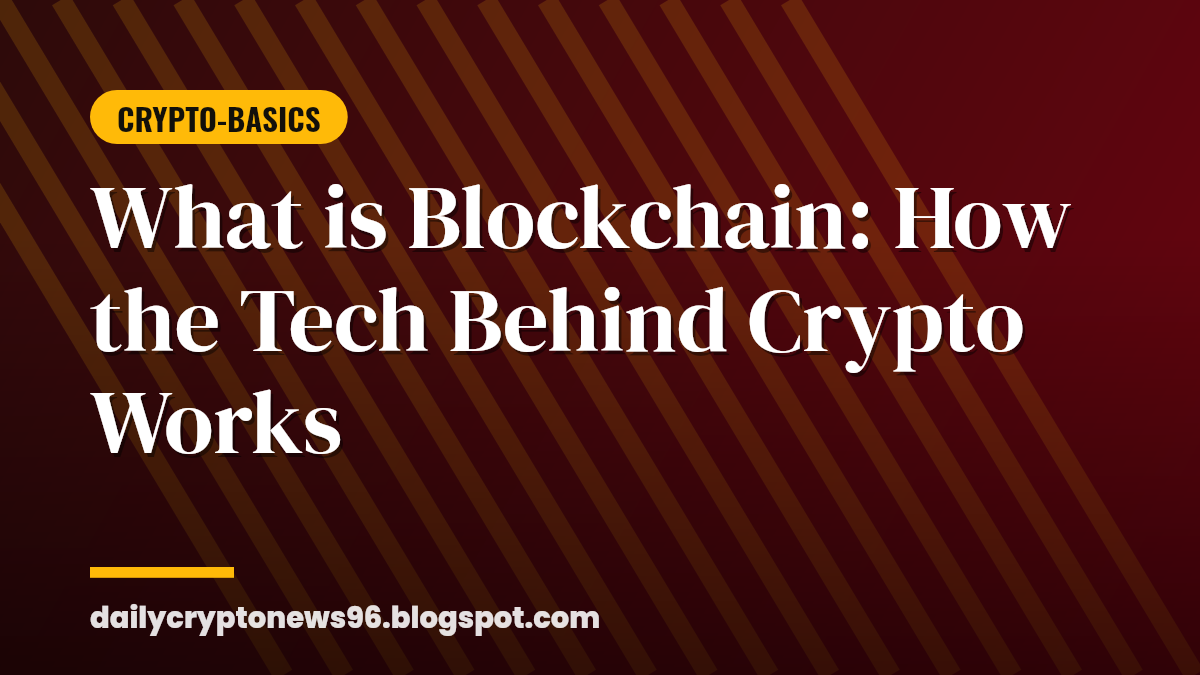 CRYPTO-BASICS
What is Blockchain: How
the Tech Behind Crypto
Works
dailycryptonews96.blogspot.com